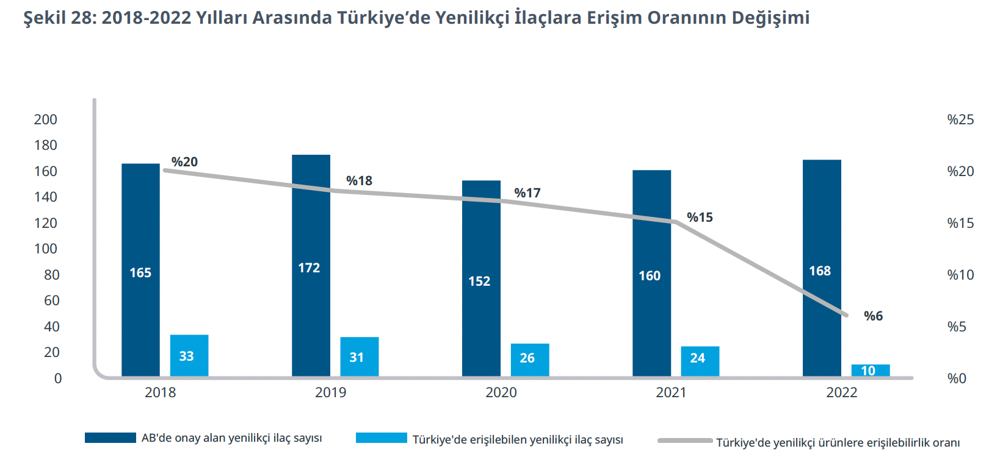 Şekil 28: 2018-2022 Yılları Arasında Türkiye’de Yenilikçi İlaçlara Erişim Oranının Değişimi
200 %25
180
160 %20
140
120 %15
100
80 %10
60
40 %5
20
0 %0
%20 %18 %17 %15 %6
165 172 152 160 168
33 31 26 24 10
2018 2019 2020 2021 2022
AB'de onay alan yenilikçi ilaç sayısı
Türkiye'de erişilebilen yenilikçi ilaç sayısı
Türkiye'de yenilikçi ürünlere erişilebilirlik oranı